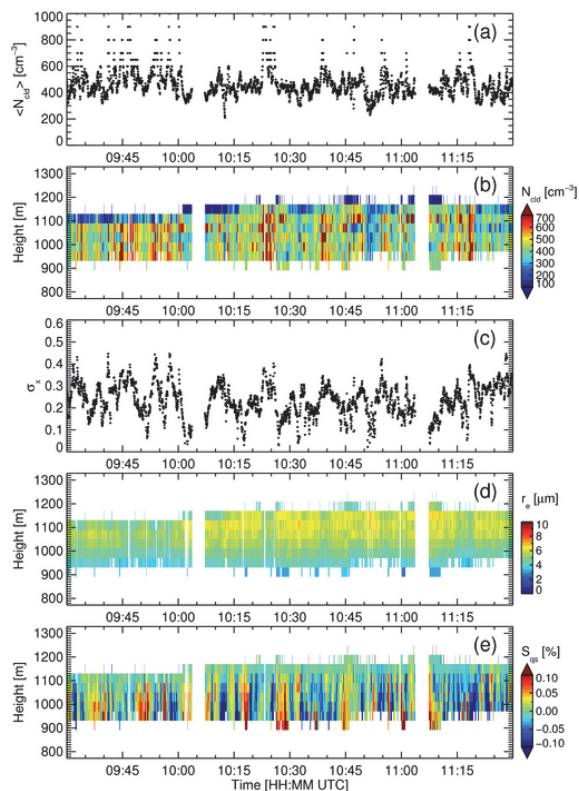 1000
800
600
400
200
0
<N_cld> [cm⁻³]
(a)
09:45 10:00 10:15 10:30 10:45 11:00 11:15
1300
1200
1100
1000
900
800
Height [m]
(b)
N_cld [cm⁻³]
700
600
500
400
300
200
100
09:45 10:00 10:15 10:30 10:45 11:00 11:15
0.6
0.5
0.4
0.3
0.2
0.1
0
σ_x
(c)
09:45 10:00 10:15 10:30 10:45 11:00 11:15
1300
1200
1100
1000
900
800
Height [m]
(d)
r_e [μm]
10
8
6
4
2
0
09:45 10:00 10:15 10:30 10:45 11:00 11:15
1300
1200
1100
1000
900
800
Height [m]
(e)
S_qs [%]
0.10
0.05
0.00
−0.05
−0.10
09:45 10:00 10:15 10:30 10:45 11:00 11:15
Time [HH:MM UTC]